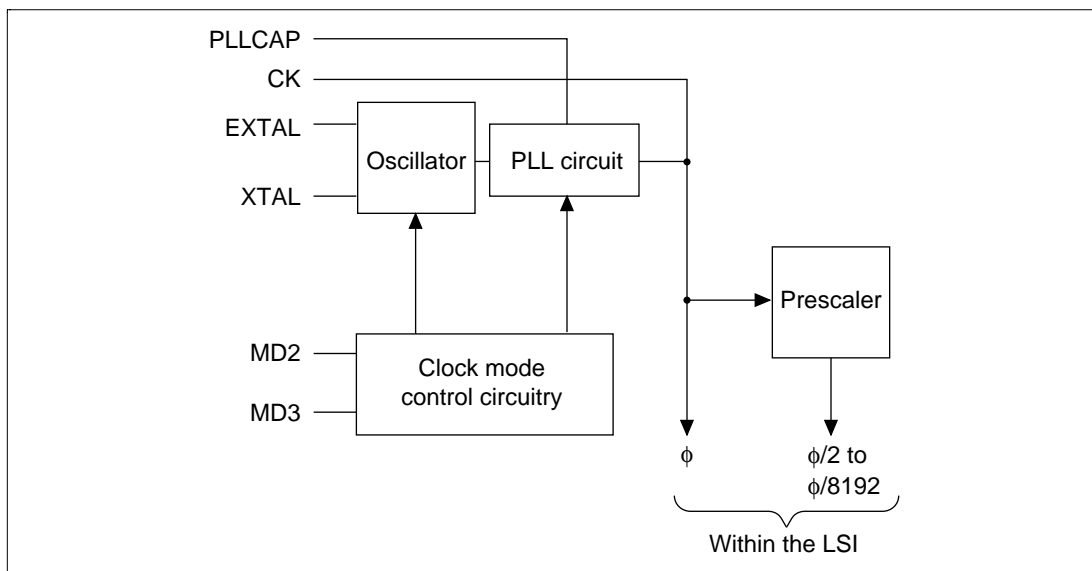 PLLCAP
CK
EXTAL
XTAL
Oscillator
PLL circuit
Prescaler
MD2
MD3
Clock mode
control circuitry
ϕ
ϕ/2 to
ϕ/8192
Within the LSI